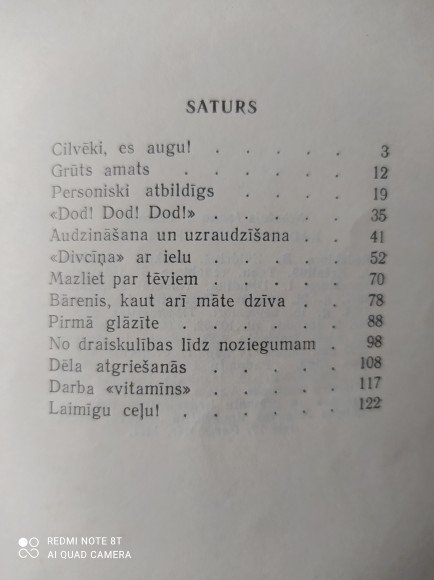 SATURS
Cilvēki, es augu! . . . . . 3
Grūts amats . . . . . . 12
Personiski atbildīgs . . . . 19
«Dod! Dod! Dod!» . . . . . 35
Audzināšana un uzraudzīšana . . 41
«Divcīņa» ar ielu . . . . . 52
Mazliet par tēviem . . . . . 70
Bārenis, kaut arī māte dzīva . . 78
Pirmā glāzīte . . . . . . 88
No draiskulības līdz noziegumam . 98
Dēla atgriešanās . . . . . 108
Darba «vitamīns» . . . . . 117
Laimīgu ceļu! . . . . . . 122
REDMI NOTE 8T
AI QUAD CAMERA